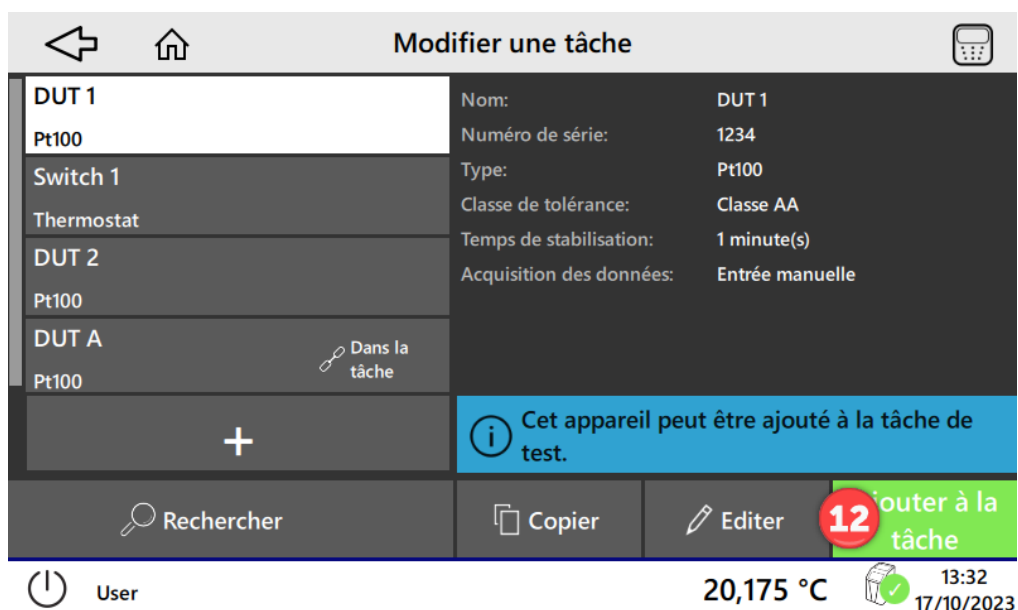 Modifier une tâche
DUT 1
Pt100
Switch 1
Thermostat
DUT 2
Pt100
DUT A
Pt100
Dans la
tâche
+
Nom: DUT 1
Numéro de série: 1234
Type: Pt100
Classe de tolérance: Classe AA
Temps de stabilisation: 1 minute(s)
Acquisition des données: Entrée manuelle
Cet appareil peut être ajouté à la tâche de
test.
Rechercher
Copier
Editer
12
outer à la
tâche
User
20,175 °C
13:32
17/10/2023